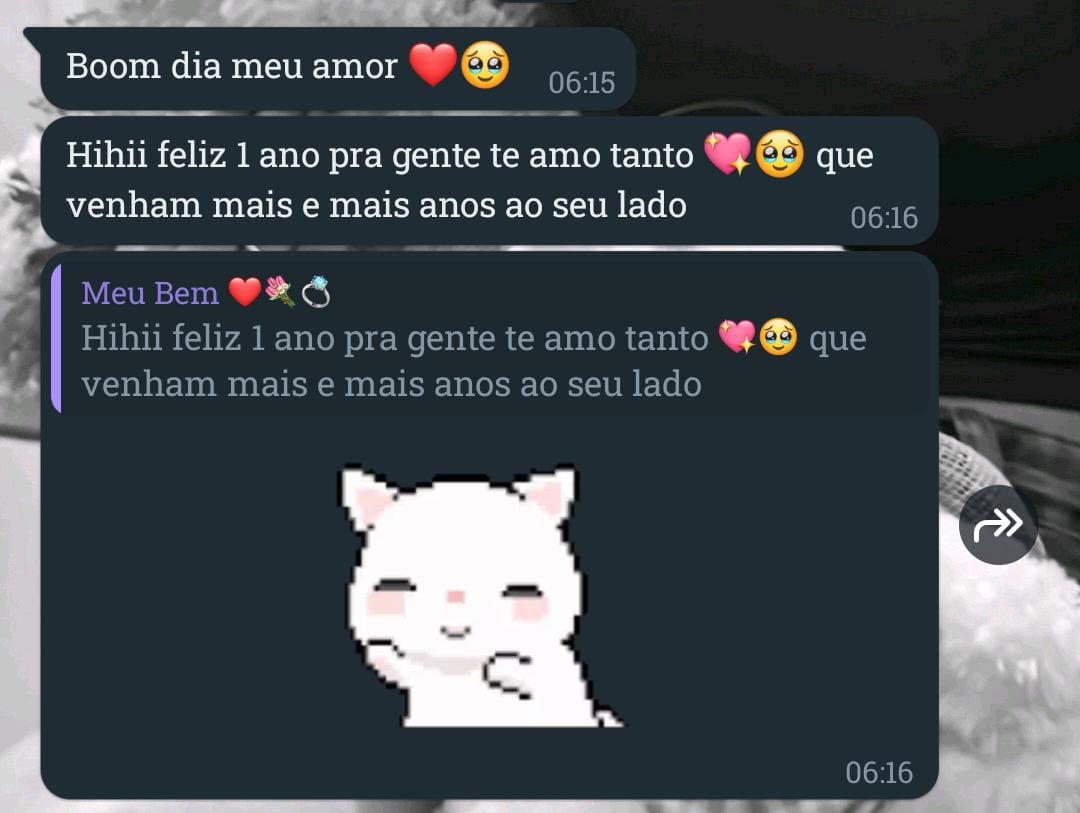 Boom dia meu amor ❤️🥹
06:15
Hihii feliz 1 ano pra gente te amo tanto 💖🥹 que
venham mais e mais anos ao seu lado
06:16
Meu Bem ❤️💐💍
Hihii feliz 1 ano pra gente te amo tanto 💖🥹 que
venham mais e mais anos ao seu lado
06:16